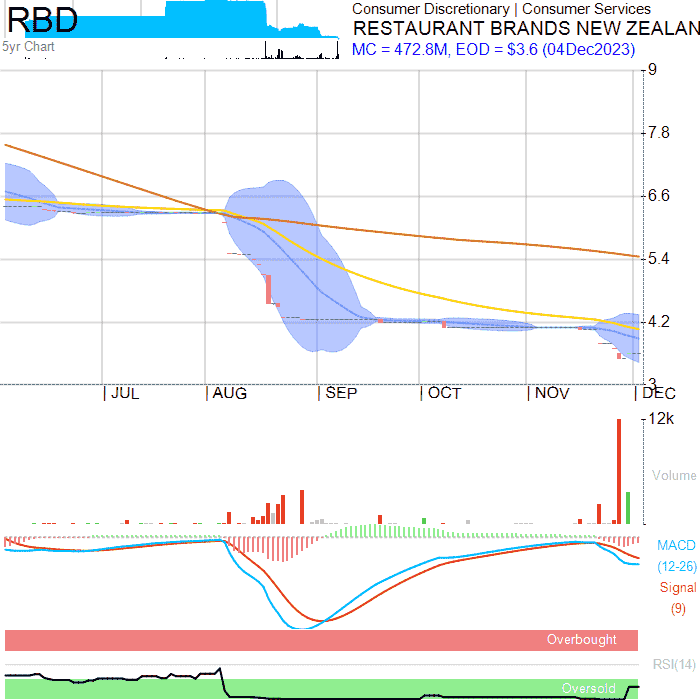 RBD
Consumer Discretionary | Consumer Services
RESTAURANT BRANDS NEW ZEALAN
5yr Chart
MC = 472.8M, EOD = $3.6 (04Dec2023)
9
7.8
6.6
5.4
4.2
3
JUL
AUG
SEP
OCT
NOV
DEC
12k
Volume
MACD
(12-26)
Signal
(9)
Overbought
RSI(14)
Oversold